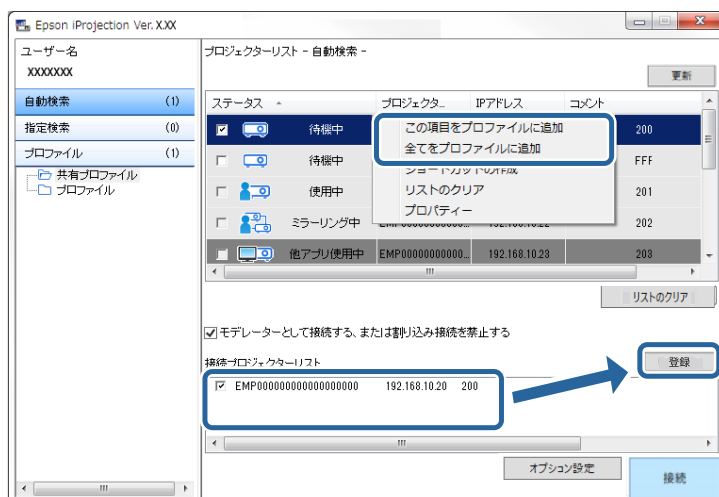 Epson iProjection Ver. X.XX
ユーザー名
XXXXXXX
自動検索 (1)
指定検索 (0)
プロファイル (1)
共有プロファイル
プロファイル
プロジェクターリスト - 自動検索 -
更新
ステータス プロジェクタ... IPアドレス コメント
待機中 200
待機中 FFF
使用中 201
ミラーリング中 202
他アプリ使用中 EMP00000000000... 192.168.10.23 203
この項目をプロファイルに追加
全てをプロファイルに追加
ショートカットの作成
リストのクリア
プロパティー
リストのクリア
モデレーターとして接続する、または割り込み接続を禁止する
接続プロジェクターリスト
登録
EMP000000000000000000 192.168.10.20 200
オプション設定
接続